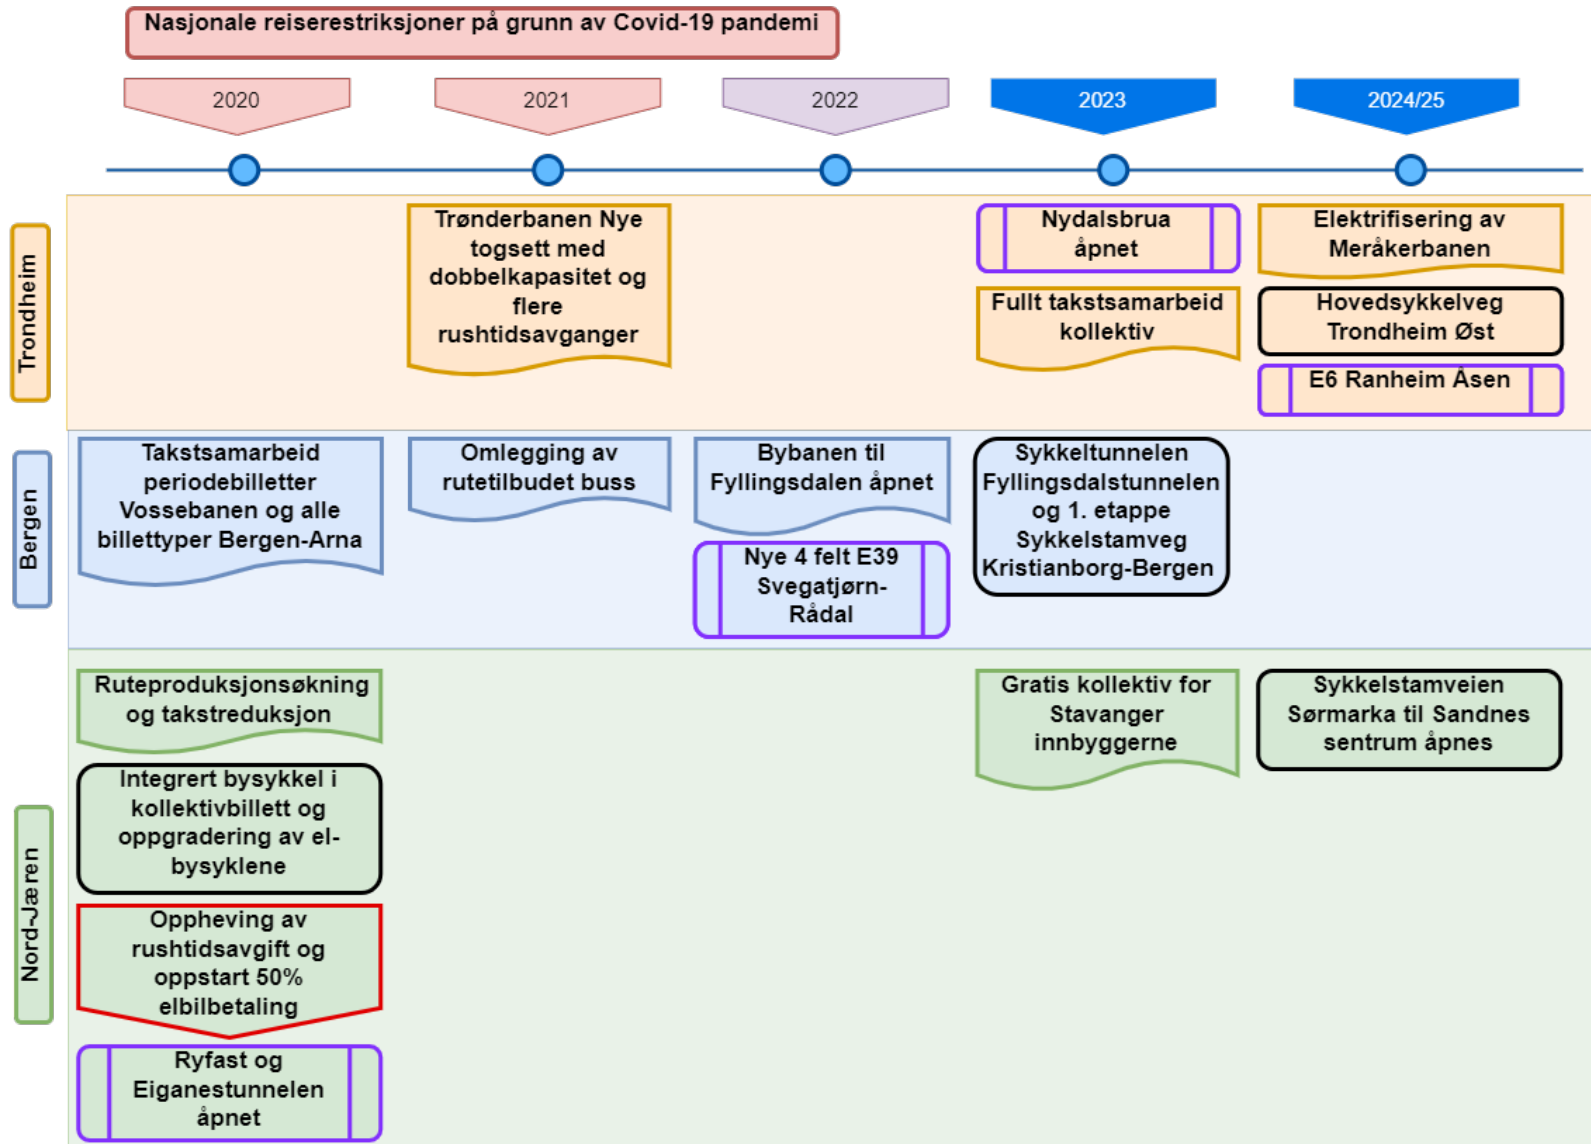 Nasjonale reiserestriksjoner på grunn av Covid-19 pandemi
2020
2021
2022
2023
2024/25
Trondheim
Trønderbanen Nye
togsett med
dobbelkapasitet og
flere
rushtidsavganger
Nydalsbrua
åpnet
Fullt takstsamarbeid
kollektiv
Elektrifisering av
Meråkerbanen
Hovedsykkelveg
Trondheim Øst
E6 Ranheim Åsen
Bergen
Takstsamarbeid
periodebilletter
Vossebanen og alle
billettyper Bergen-Arna
Omlegging av
rutetilbudet buss
Bybanen til
Fyllingsdalen åpnet
Nye 4 felt E39
Svegatjørn-
Rådal
Sykkeltunnelen
Fyllingsdalstunnelen
og 1. etappe
Sykkelstamveg
Kristianborg-Bergen
Nord-Jæren
Ruteproduksjonsøkning
og takstreduksjon
Integrert bysykkel i
kollektivbillett og
oppgradering av el-
bysyklene
Oppheving av
rushtidsavgift og
oppstart 50%
elbilbetaling
Ryfast og
Eiganestunnelen
åpnet
Gratis kollektiv for
Stavanger
innbyggerne
Sykkelstamveien
Sørmarka til Sandnes
sentrum åpnes